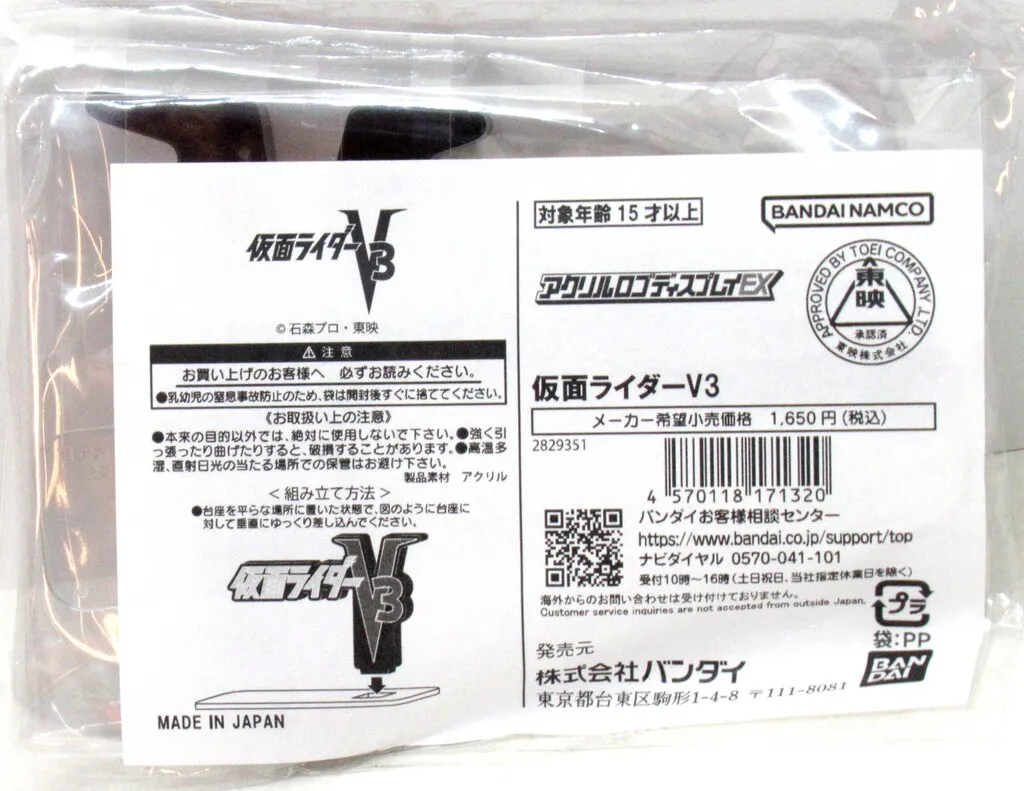 仮面ライダーV3
©石森プロ・東映
⚠注意
お買い上げのお客様へ 必ずお読みください。
●乳幼児の窒息事故防止のため、袋は開封後すぐに捨ててください。
《お取扱い上の注意》
●本来の目的以外では、絶対に使用しないで下さい。●強く引
っ張ったり曲げたりすると、破損することがあります。●高温多
湿、直射日光の当たる場所での保管はお避け下さい。
製品素材 アクリル
＜組み立て方法＞
●台座を平らな場所に置いた状態で、図のように台座に
対して垂直にゆっくり差し込んでください。
仮面ライダーV3
MADE IN JAPAN
対象年齢15才以上
BANDAI NAMCO
アクリルロゴディスプレイEX
APPROVED BY TOEI COMPANY,LTD.
東映
承認済
東映株式会社
仮面ライダーV3
メーカー希望小売価格 1,650円(税込)
2829351
4 570118 171320
バンダイお客様相談センター
https://www.bandai.co.jp/support/top
ナビダイヤル 0570-041-101
受付10時～16時(土日祝日、当社指定休業日を除く)
海外からのお問い合わせは受け付けておりません。
Customer service inquiries are not accepted from outside Japan.
プラ
袋:PP
発売元
株式会社バンダイ
東京都台東区駒形1-4-8 〒111-8081
BANDAI